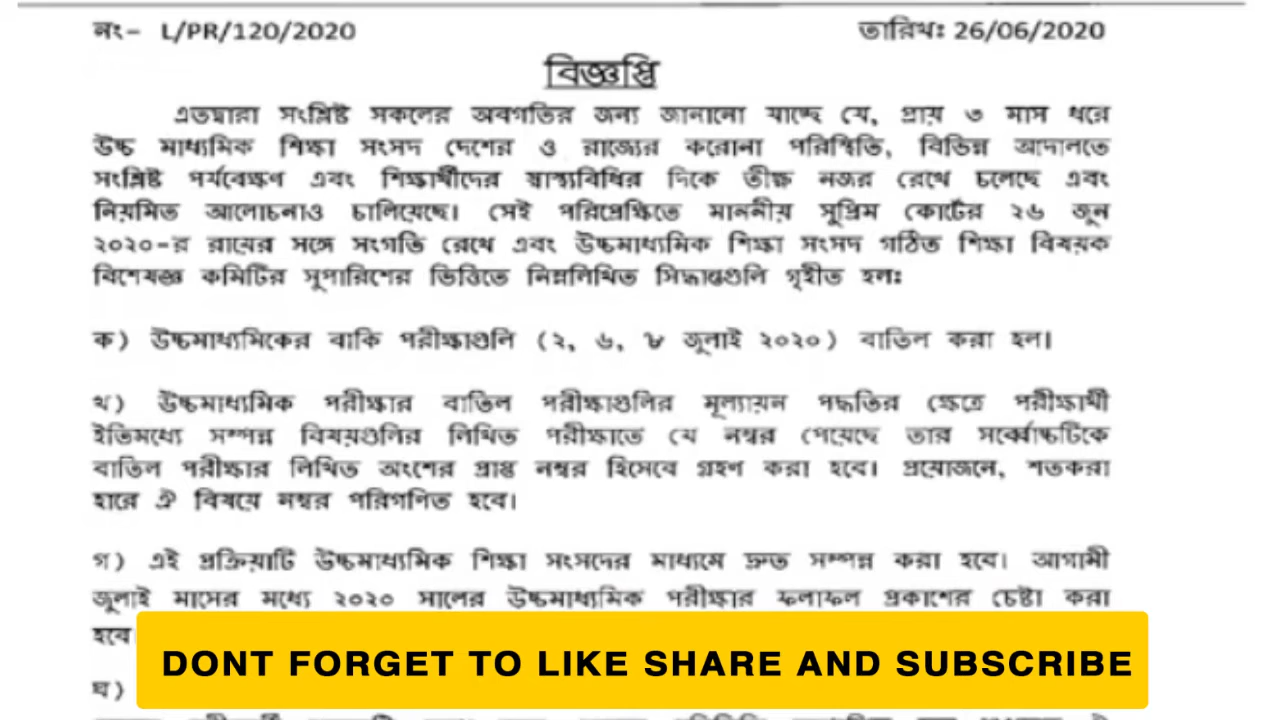 নং– L/PR/120/2020 তারিখঃ 26/06/2020
বিজ্ঞপ্তি
এতদ্বারা সংশ্লিষ্ট সকলের অবগতির জন্য জানানো যাচ্ছে যে, প্রায় ৩ মাস ধরে
উচ্চ মাধ্যমিক শিক্ষা সংসদ দেশের ও রাজ্যের করোনা পরিস্থিতি, বিভিন্ন আদালতে
সংশ্লিষ্ট পর্যবেক্ষণ এবং শিক্ষার্থীদের স্বাস্থ্যবিধির দিকে তীক্ষ্ণ নজর রেখে চলেছে এবং
নিয়মিত আলোচনাও চালিয়েছে। সেই পরিপ্রেক্ষিতে মাননীয় সুপ্রিম কোর্টের ২৬ জুন
২০২০-র রায়ের সঙ্গে সংগতি রেখে এবং উচ্চমাধ্যমিক শিক্ষা সংসদ গঠিত শিক্ষা বিষয়ক
বিশেষজ্ঞ কমিটির সুপারিশের ভিত্তিতে নিম্নলিখিত সিদ্ধান্তগুলি গৃহীত হলঃ
ক) উচ্চমাধ্যমিকের বাকি পরীক্ষাগুলি (২, ৬, ৮ জুলাই ২০২০) বাতিল করা হল।
খ) উচ্চমাধ্যমিক পরীক্ষার বাতিল পরীক্ষাগুলির মূল্যায়ন পদ্ধতির ক্ষেত্রে পরীক্ষার্থী
ইতিমধ্যে সম্পন্ন বিষয়গুলির লিখিত পরীক্ষাতে যে নম্বর পেয়েছে তার সর্ব্বোচ্চটিকে
বাতিল পরীক্ষার লিখিত অংশের প্রাপ্ত নম্বর হিসেবে গ্রহণ করা হবে। প্রয়োজনে, শতকরা
হারে ঐ বিষয়ে নম্বর পরিগণিত হবে।
গ) এই প্রক্রিয়াটি উচ্চমাধ্যমিক শিক্ষা সংসদের মাধ্যমে দ্রুত সম্পন্ন করা হবে। আগামী
জুলাই মাসের মধ্যে ২০২০ সালের উচ্চমাধ্যমিক পরীক্ষার ফলাফল প্রকাশের চেষ্টা করা
হবে
DONT FORGET TO LIKE SHARE AND SUBSCRIBE
ঘ)